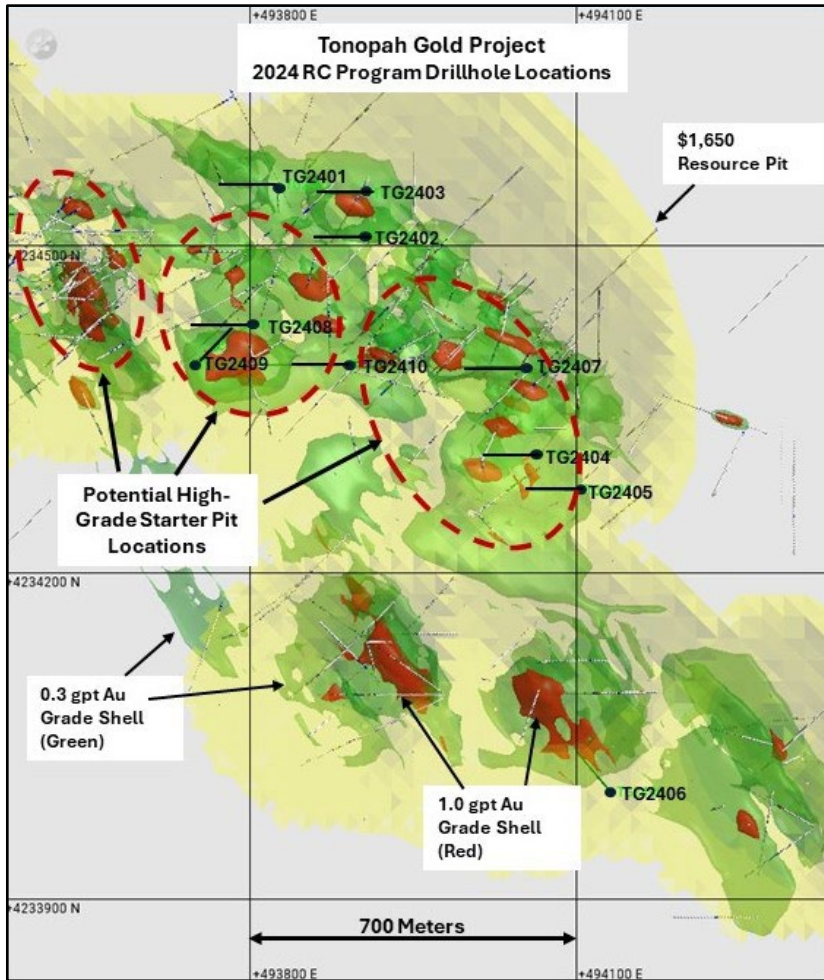 +493800 E
+494100 E
Tonopah Gold Project
2024 RC Program Drillhole Locations
$1,650
Resource Pit
TG2401
TG2403
TG2402
4234500 N
TG2408
TG2409
TG2410
TG2407
TG2404
TG2405
Potential High-
Grade Starter Pit
Locations
+4234200 N
0.3 gpt Au
Grade Shell
(Green)
1.0 gpt Au
Grade Shell
(Red)
TG2406
+4233900 N
700 Meters
+493800 E
+494100 E